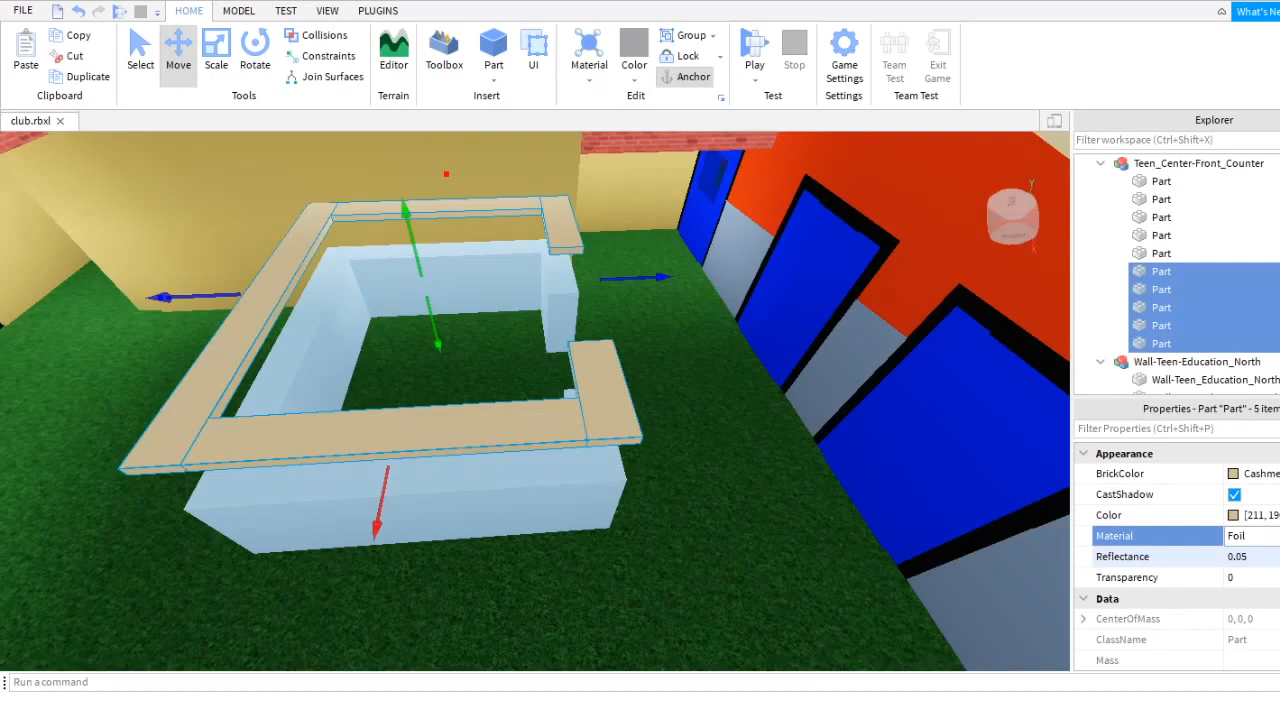 FILE HOME MODEL TEST VIEW PLUGINS What's Ne
Paste Copy Cut Duplicate
Clipboard
Select Move Scale Rotate Collisions Constraints Join Surfaces
Tools
Editor
Terrain
Toolbox Part UI
Insert
Material Color Group Lock Anchor
Edit
Play Stop
Test
Game Settings
Settings
Team Test Exit Game
Team Test
club.rbxl
Explorer
Filter workspace (Ctrl+Shift+X)
Teen_Center-Front_Counter
Part
Part
Part
Part
Part
Part
Part
Part
Part
Part
Wall-Teen-Education_North
Wall-Teen_Education_North
Properties - Part "Part" - 5 item
Filter Properties (Ctrl+Shift+P)
Appearance
BrickColor Cashme
CastShadow
Color [211, 19
Material Foil
Reflectance 0.05
Transparency 0
Data
CenterOfMass 0, 0, 0
ClassName Part
Mass
Run a command